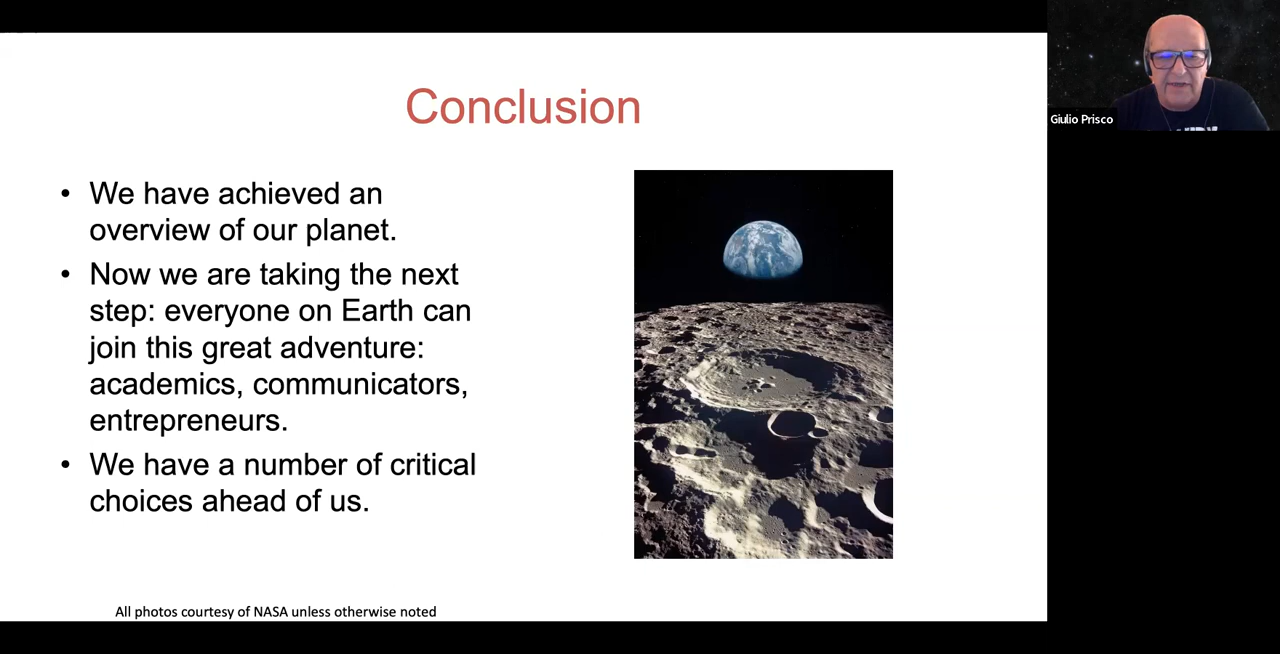 Conclusion
• We have achieved an
overview of our planet.
• Now we are taking the next
step: everyone on Earth can
join this great adventure:
academics, communicators,
entrepreneurs.
• We have a number of critical
choices ahead of us.
All photos courtesy of NASA unless otherwise noted
Giulio Prisco